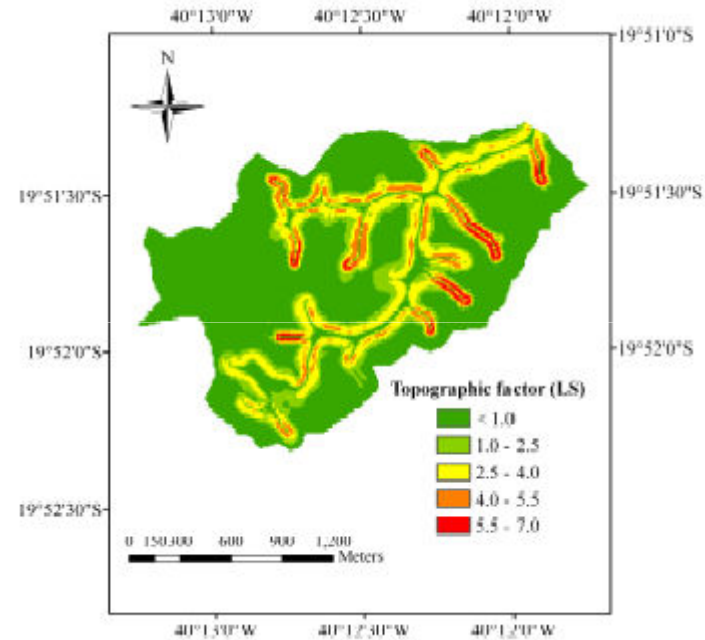 40°13'0"W 40°12'30"W 40°12'0"W
19°51'0"S
N
19°51'30"S 19°51'30"S
19°52'0"S 19°52'0"S
Topographic factor (LS)
< 1.0
1.0 - 2.5
2.5 - 4.0
4.0 - 5.5
5.5 - 7.0
19°52'30"S
0 150300 600 900 1,200
Meters
40°13'0"W 40°12'30"W 40°12'0"W